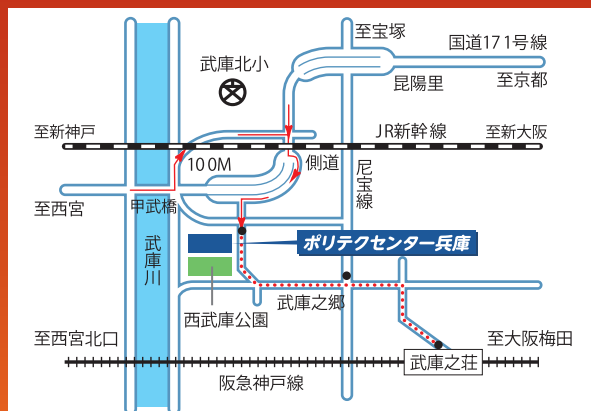 至宝塚
国道171号線
武庫北小
昆陽里
至京都
至新神戸
JR新幹線
至新大阪
100M
側道
尼宝線
至西宮
甲武橋
武庫川
ポリテクセンター兵庫
武庫之郷
西武庫公園
至西宮北口
至大阪梅田
武庫之荘
阪急神戸線